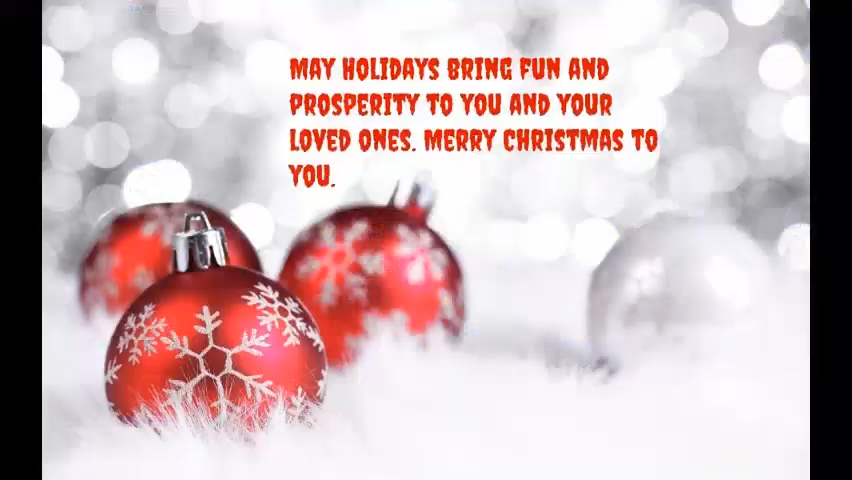 MAY HOLIDAYS BRING FUN AND
PROSPERITY TO YOU AND YOUR
LOVED ONES. MERRY CHRISTMAS TO
YOU.